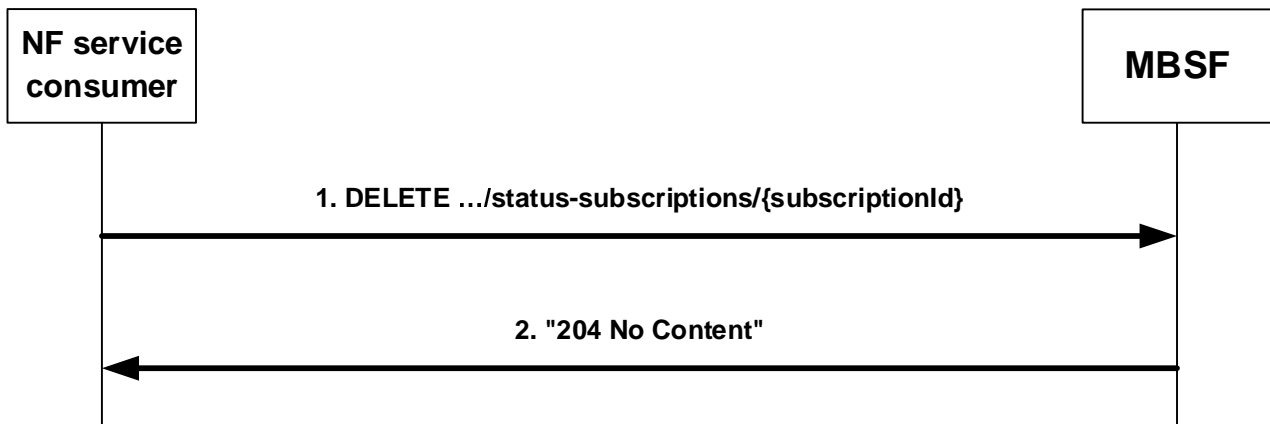 NF service
consumer
MBSF
1. DELETE …/status-subscriptions/{subscriptionId}
2. "204 No Content"